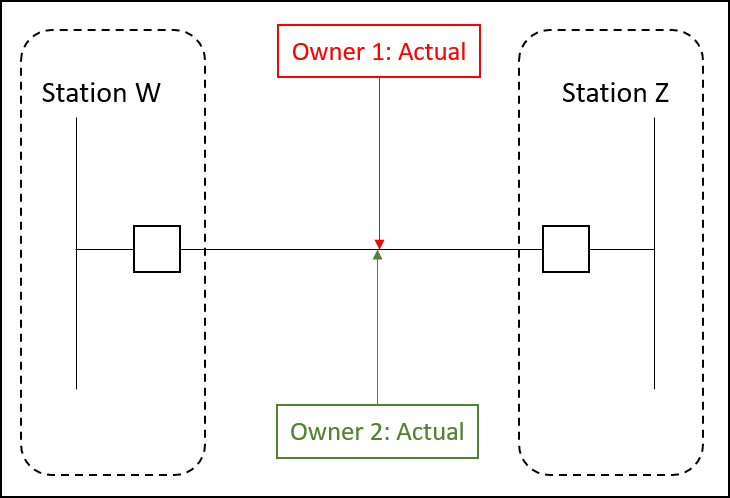 Owner 1: Actual
Station W
Station Z
Owner 2: Actual